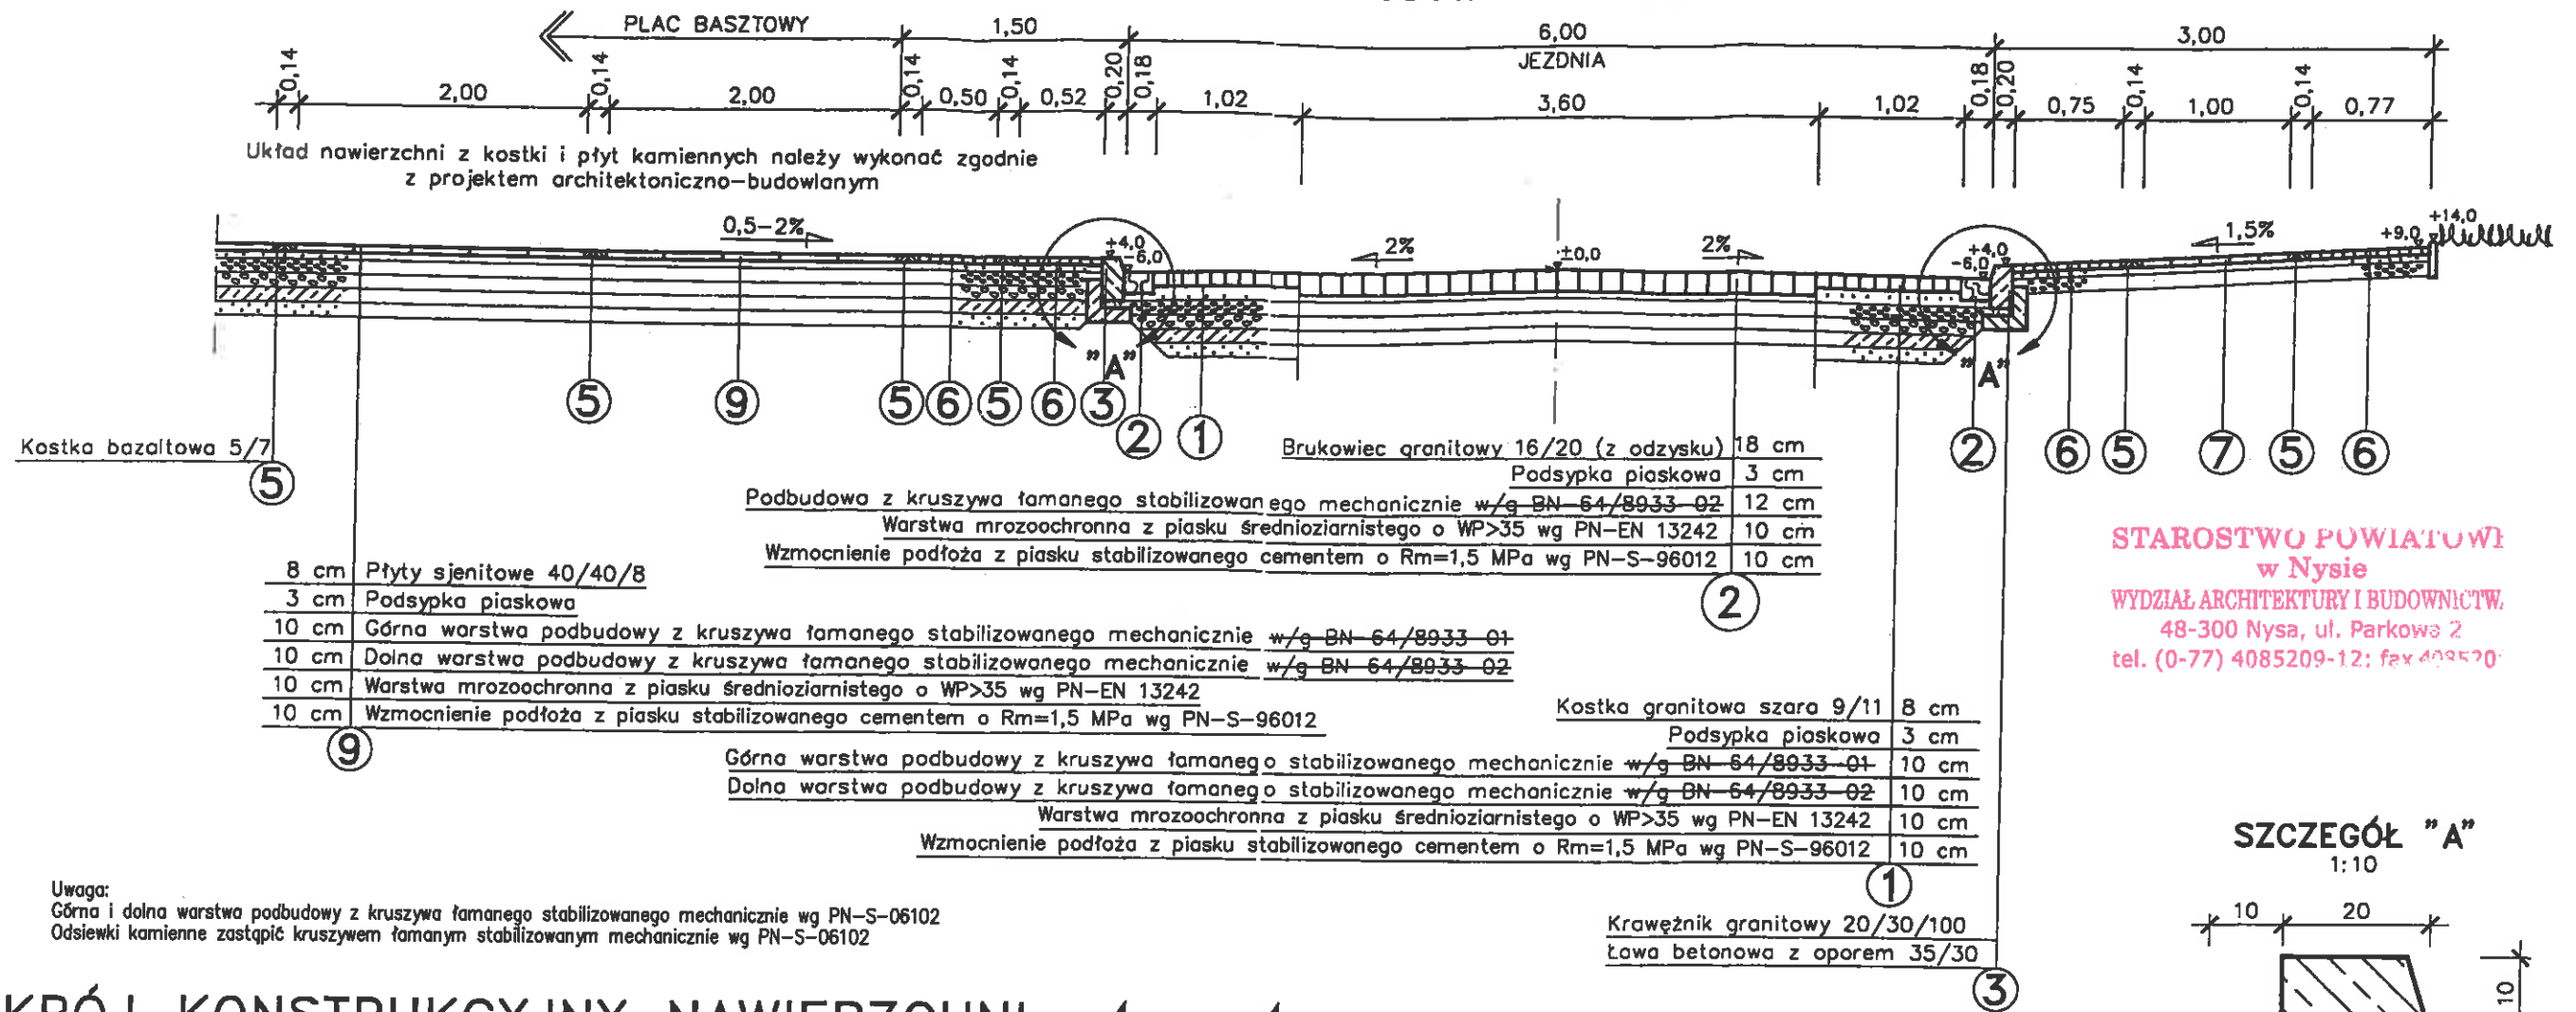 PLAC BASZTOWY 1,50 6,00 3,00
JEZDNIA
0,14 2,00 0,14 2,00 0,14 0,50 0,14 0,52 0,20 0,18 1,02 3,60 1,02 0,18 0,20 0,75 0,14 1,00 0,14 0,77
Układ nawierzchni z kostki i płyt kamiennych należy wykonać zgodnie
z projektem architektoniczno-budowlanym
0,5-2% +4,0 -6,0 2% ±0,0 2% +4,0 -6,0 1,5% +9,0 +14,0
"A" "A"
5 9 5 6 5 6 3 2 1 2 6 5 7 5 6
Kostka bazaltowa 5/7
5
Brukowiec granitowy 16/20 (z odzysku) 18 cm
Podsypka piaskowa 3 cm
Podbudowa z kruszywa łamanego stabilizowanego mechanicznie w/g BN-64/8933-02 12 cm
Warstwa mrozoochronna z piasku średnioziarnistego o WP>35 wg PN-EN 13242 10 cm
Wzmocnienie podłoża z piasku stabilizowanego cementem o Rm=1,5 MPa wg PN-S-96012 10 cm
2
STAROSTWO POWIATOWE
w Nysie
WYDZIAŁ ARCHITEKTURY I BUDOWNICTW.
48-300 Nysa, ul. Parkowa 2
tel. (0-77) 4085209-12; fax
8 cm Płyty sjenitowe 40/40/8
3 cm Podsypka piaskowa
10 cm Górna warstwa podbudowy z kruszywa łamanego stabilizowanego mechanicznie w/g BN-64/8933-01
10 cm Dolna warstwa podbudowy z kruszywa łamanego stabilizowanego mechanicznie w/g BN-64/8933-02
10 cm Warstwa mrozoochronna z piasku średnioziarnistego o WP>35 wg PN-EN 13242
10 cm Wzmocnienie podłoża z piasku stabilizowanego cementem o Rm=1,5 MPa wg PN-S-96012
9
Kostka granitowa szara 9/11 8 cm
Podsypka piaskowa 3 cm
Górna warstwa podbudowy z kruszywa łamanego stabilizowanego mechanicznie w/g BN-64/8933-01 10 cm
Dolna warstwa podbudowy z kruszywa łamanego stabilizowanego mechanicznie w/g BN-64/8933-02 10 cm
Warstwa mrozoochronna z piasku średnioziarnistego o WP>35 wg PN-EN 13242 10 cm
Wzmocnienie podłoża z piasku stabilizowanego cementem o Rm=1,5 MPa wg PN-S-96012 10 cm
1
Krawężnik granitowy 20/30/100
Ława betonowa z oporem 35/30
3
SZCZEGÓŁ "A"
1:10
10 20
10
Uwaga:
Górna i dolna warstwa podbudowy z kruszywa łamanego stabilizowanego mechanicznie wg PN-S-06102
Odsiewki kamienne zastąpić kruszywem łamanym stabilizowanym mechanicznie wg PN-S-06102
KRÓJ KONSTRUKCYJNY NAWIERZCHNI